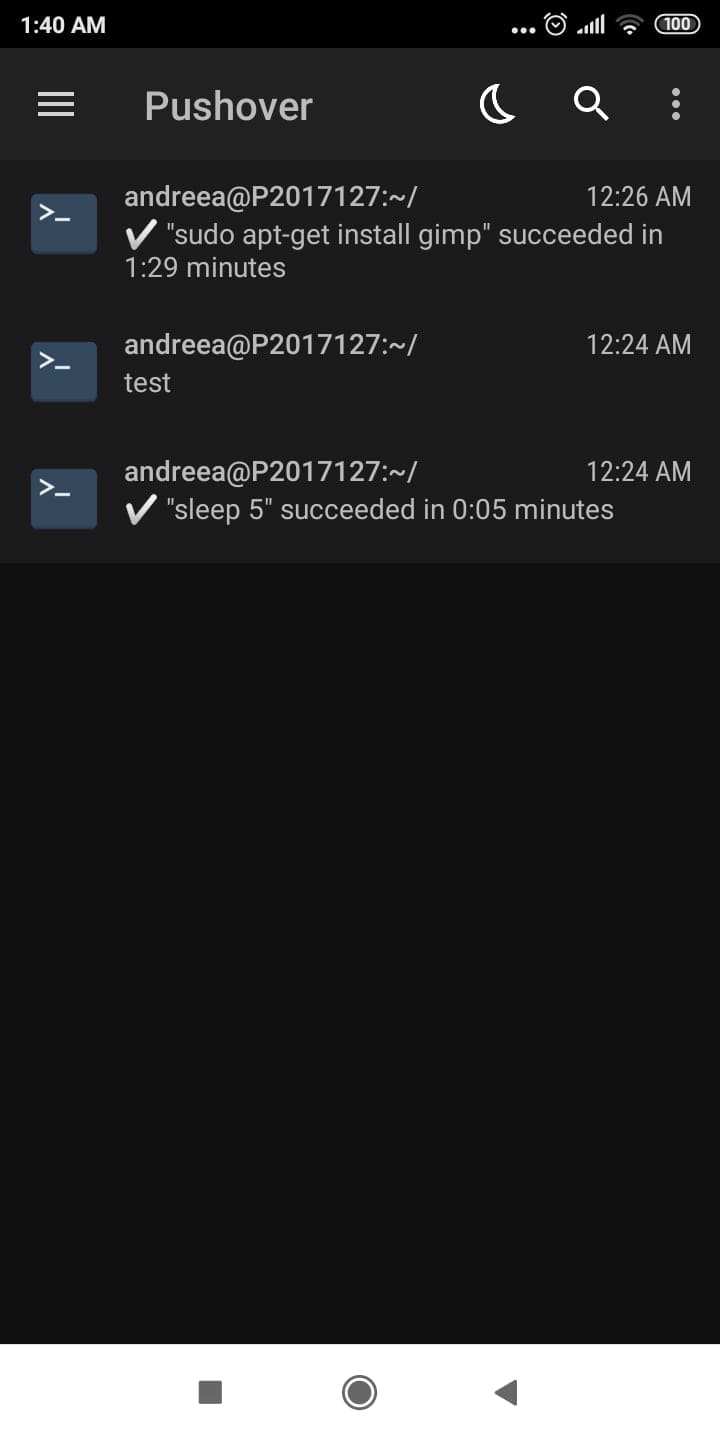 1:40 AM
100
Pushover
>_
andreea@P2017127:~/ 12:26 AM
✔ "sudo apt-get install gimp" succeeded in
1:29 minutes
>_
andreea@P2017127:~/ 12:24 AM
test
>_
andreea@P2017127:~/ 12:24 AM
✔ "sleep 5" succeeded in 0:05 minutes